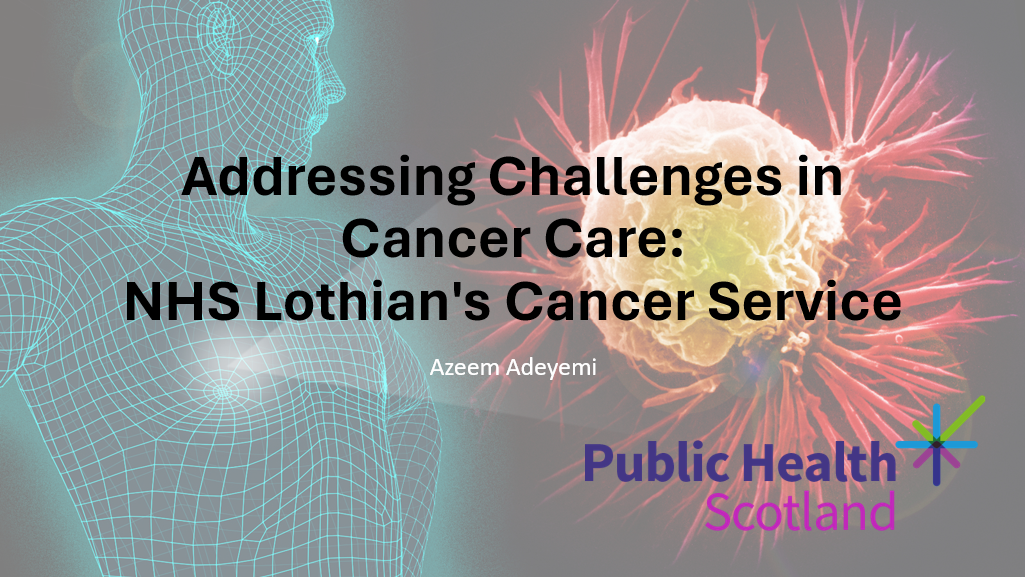 Addressing Challenges in
Cancer Care:
NHS Lothian's Cancer Service
Azeem Adeyemi
Public Health
Scotland